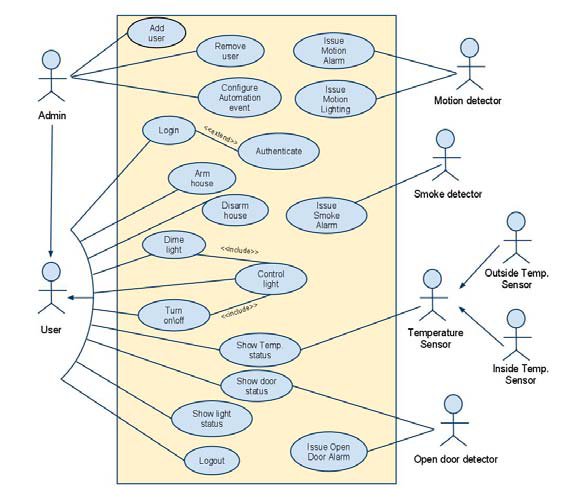 Add
user
Remove
user
Issue
Motion
Alarm
Configure
Automation
event
Issue
Motion
Lighting
Admin
Motion detector
Login
<<extend>>
Authenticate
Arm
house
Disarm
house
Issue
Smoke
Alarm
Smoke detector
Dime
light
<<include>>
Control
light
Outside Temp.
Sensor
User
Turn
on\off
<<include>>
Temperature
Sensor
Show Temp.
status
Inside Temp.
Sensor
Show door
status
Show light
status
Issue Open
Door Alarm
Open door detector
Logout